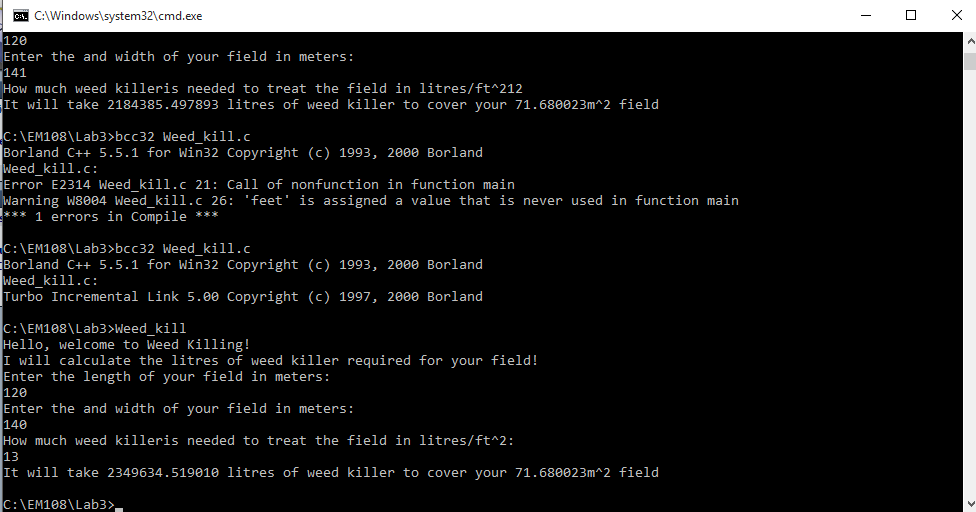 C:\Windows\system32\cmd.exe
120
Enter the and width of your field in meters:
141
How much weed killeris needed to treat the field in litres/ft^212
It will take 2184385.497893 litres of weed killer to cover your 71.680023m^2 field
C:\EM108\Lab3>bcc32 Weed_kill.c
Borland C++ 5.5.1 for Win32 Copyright (c) 1993, 2000 Borland
Weed_kill.c:
Error E2314 Weed_kill.c 21: Call of nonfunction in function main
Warning W8004 Weed_kill.c 26: 'feet' is assigned a value that is never used in function main
*** 1 errors in Compile ***
C:\EM108\Lab3>bcc32 Weed_kill.c
Borland C++ 5.5.1 for Win32 Copyright (c) 1993, 2000 Borland
Weed_kill.c:
Turbo Incremental Link 5.00 Copyright (c) 1997, 2000 Borland
C:\EM108\Lab3>Weed_kill
Hello, welcome to Weed Killing!
I will calculate the litres of weed killer required for your field!
Enter the length of your field in meters:
120
Enter the and width of your field in meters:
140
How much weed killeris needed to treat the field in litres/ft^2:
13
It will take 2349634.519010 litres of weed killer to cover your 71.680023m^2 field
C:\EM108\Lab3>